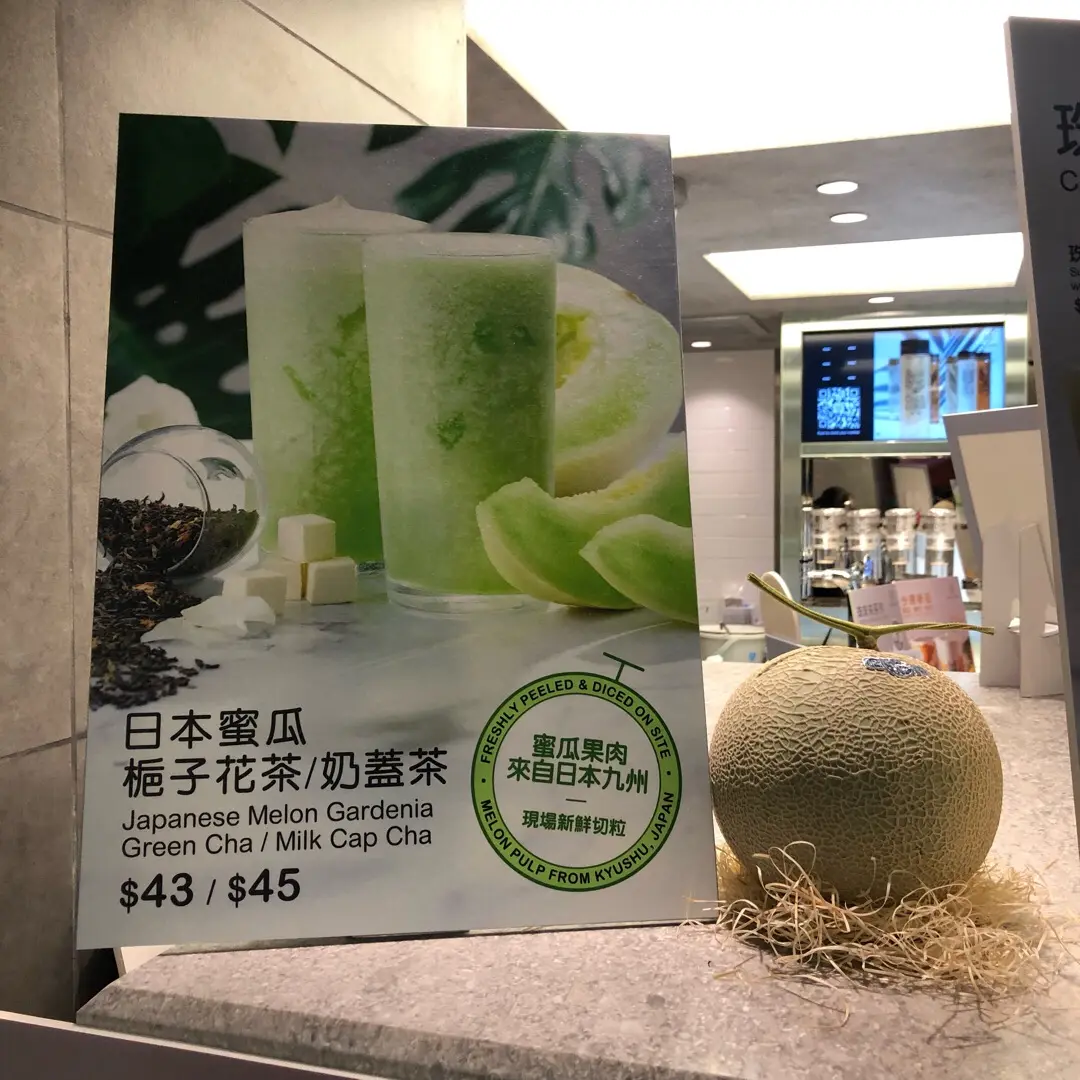 日本蜜瓜
梔子花茶/奶蓋茶
Japanese Melon Gardenia
Green Cha / Milk Cap Cha
$43 / $45
FRESHLY PEELED & DICED ON SITE
蜜瓜果肉
來自日本九州
現場新鮮切粒
MELON PULP FROM KYUSHU, JAPAN